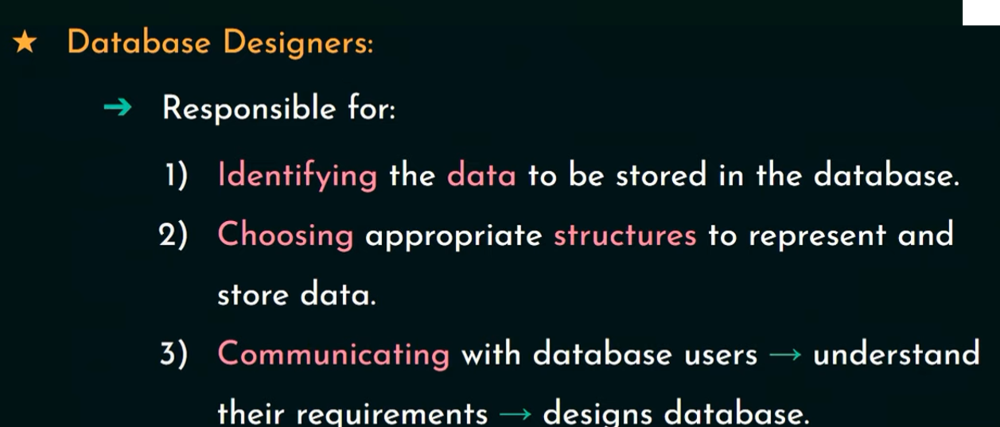 ★ Database Designers:
➔ Responsible for:
1) Identifying the data to be stored in the database.
2) Choosing appropriate structures to represent and
store data.
3) Communicating with database users → understand
their requirements → designs database.